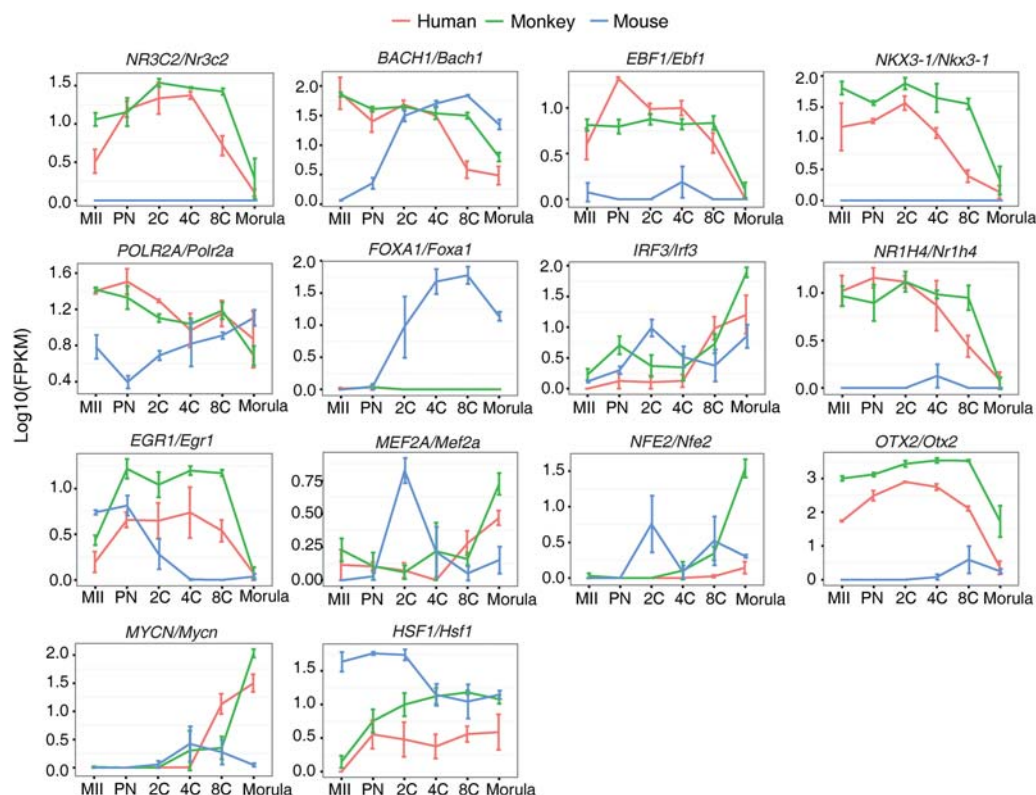 Human Monkey Mouse
NR3C2/Nr3c2 BACH1/Bach1 EBF1/Ebf1 NKX3-1/Nkx3-1
1.5 1.0 0.5 0.0
2.0 1.5 1.0 0.5 0.0
1.0 0.5 0.0
2.0 1.5 1.0 0.5 0.0
MII PN 2C 4C 8C Morula MII PN 2C 4C 8C Morula MII PN 2C 4C 8C Morula MII PN 2C 4C 8C Morula
POLR2A/Polr2a FOXA1/Foxa1 IRF3/Irf3 NR1H4/Nr1h4
Log10(FPKM)
1.6 1.2 0.8 0.4
2.0 1.5 1.0 0.5 0.0
2.0 1.5 1.0 0.5 0.0
1.0 0.5 0.0
MII PN 2C 4C 8C Morula MII PN 2C 4C 8C Morula MII PN 2C 4C 8C Morula MII PN 2C 4C 8C Morula
EGR1/Egr1 MEF2A/Mef2a NFE2/Nfe2 OTX2/Otx2
1.0 0.5 0.0
0.75 0.50 0.25 0.00
1.5 1.0 0.5 0.0
3 2 1 0
MII PN 2C 4C 8C Morula MII PN 2C 4C 8C Morula MII PN 2C 4C 8C Morula MII PN 2C 4C 8C Morula
MYCN/Mycn HSF1/Hsf1
2.0 1.5 1.0 0.5 0.0
1.5 1.0 0.5 0.0
MII PN 2C 4C 8C Morula MII PN 2C 4C 8C Morula